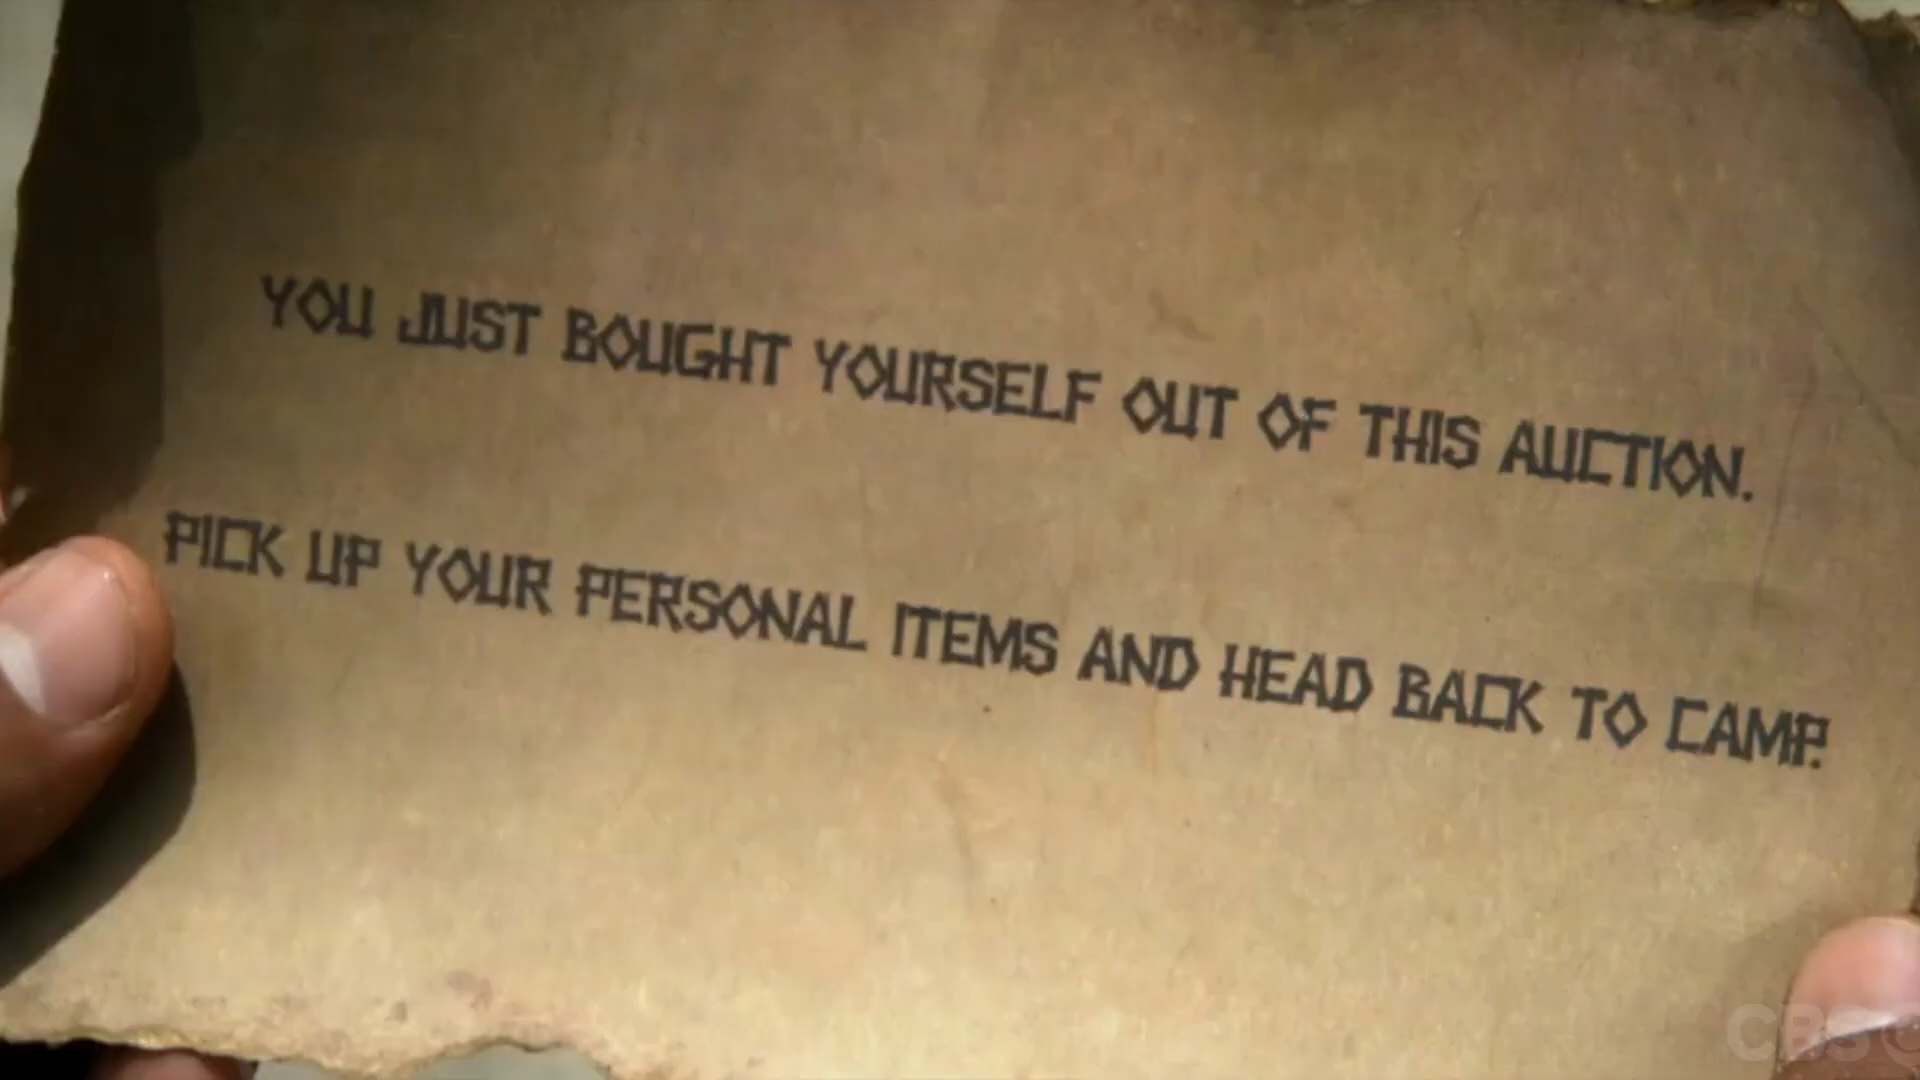 YOU JUST BOUGHT YOURSELF OUT OF THIS AUCTION.
PICK UP YOUR PERSONAL ITEMS AND HEAD BACK TO CAMP.
CBS